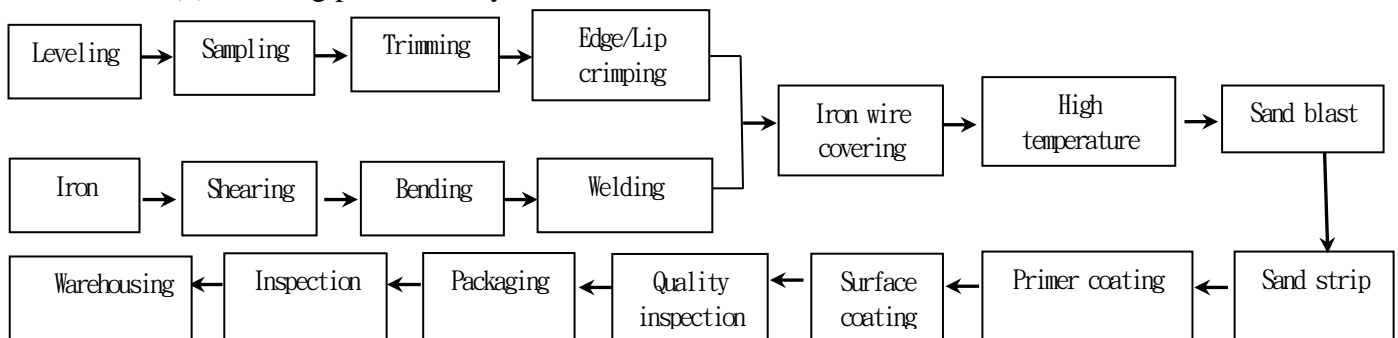 Leveling
Sampling
Trimming
Edge/Lip
crimping
Iron wire
covering
High
temperature
Sand blast
Iron
Shearing
Bending
Welding
Warehousing
Inspection
Packaging
Quality
inspection
Surface
coating
Primer coating
Sand strip